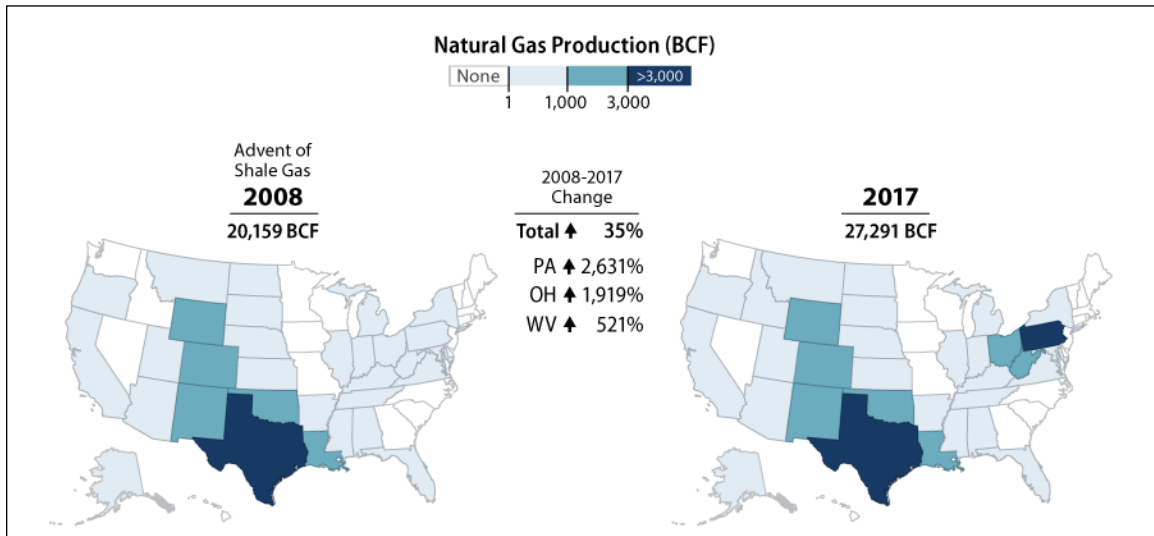 Natural Gas Production (BCF)
None
>3,000
1 1,000 3,000
Advent of
Shale Gas
2008
20,159 BCF
2008-2017
Change
Total ↑ 35%
PA ↑ 2,631%
OH ↑ 1,919%
WV ↑ 521%
2017
27,291 BCF